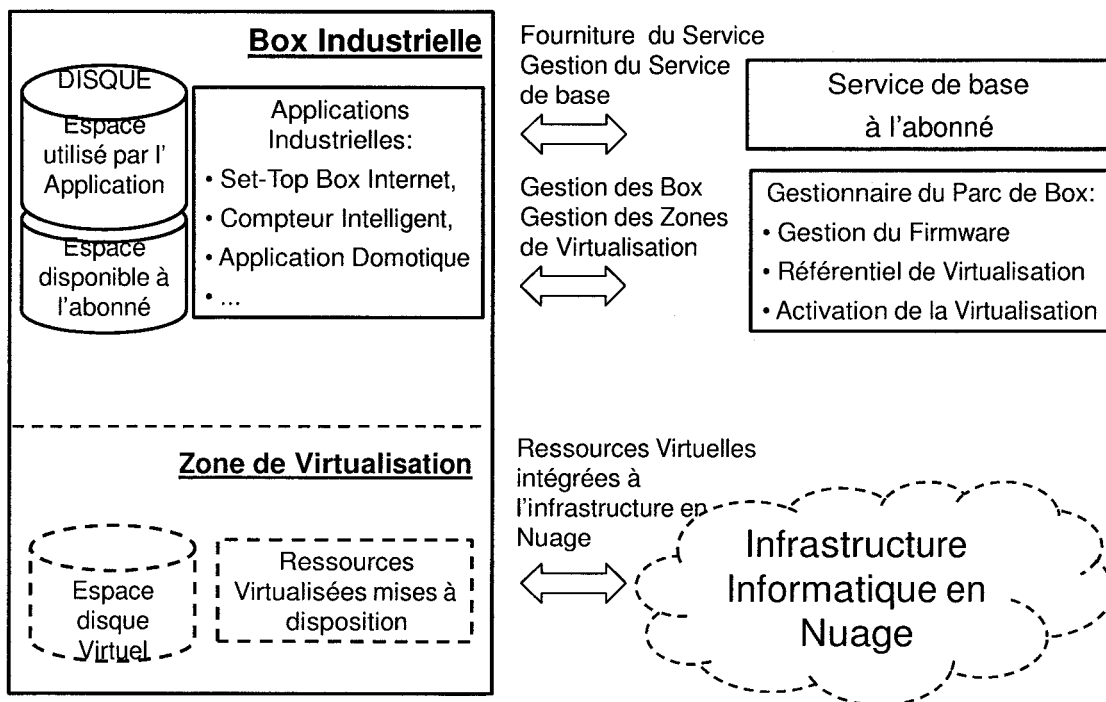 Box Industrielle
DISQUE
Espace
utilisé par l'
Application
Espace
disponible à
l'abonné
Applications
Industrielles:
• Set-Top Box Internet,
• Compteur Intelligent,
• Application Domotique
• ...
Fourniture du Service
Gestion du Service
de base
Service de base
à l'abonné
Gestion des Box
Gestion des Zones
de Virtualisation
Gestionnaire du Parc de Box:
• Gestion du Firmware
• Référentiel de Virtualisation
• Activation de la Virtualisation
Zone de Virtualisation
Espace
disque
Virtuel
Ressources
Virtualisées mises à
disposition
Ressources Virtuelles
intégrées à
l'infrastructure en
Nuage
Infrastructure
Informatique en
Nuage